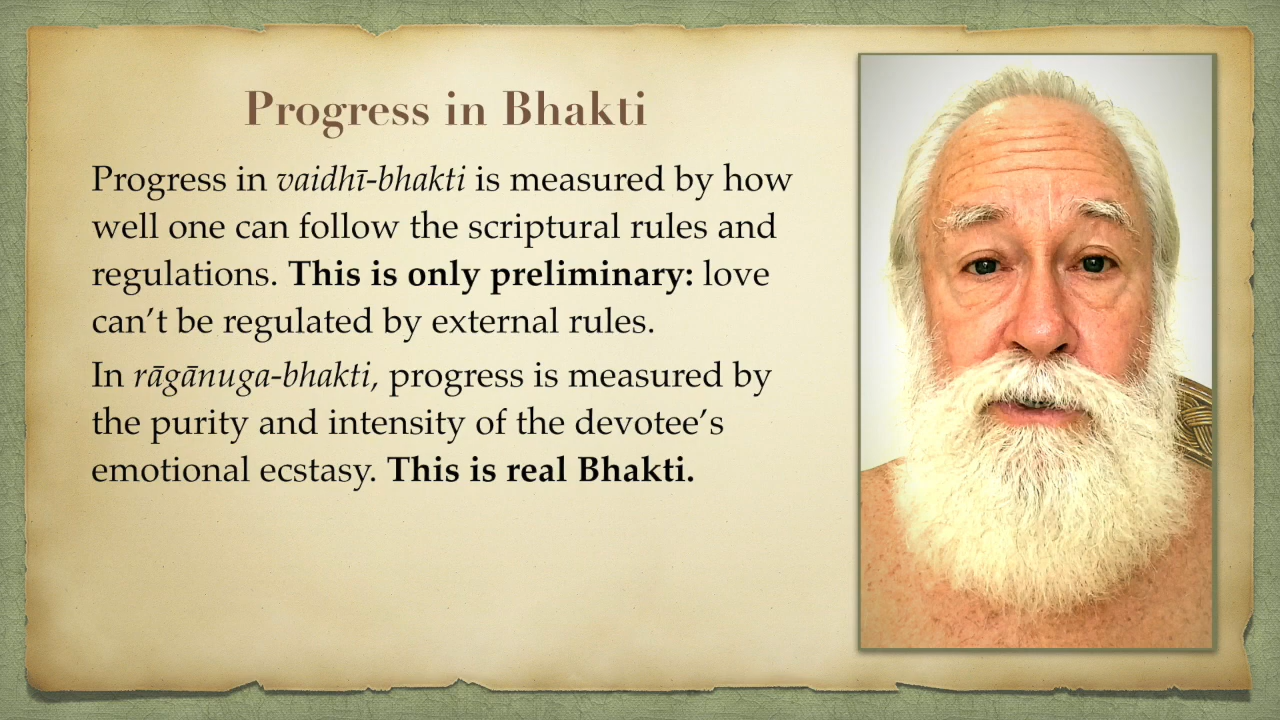 Progress in Bhakti
Progress in vaidhī-bhakti is measured by how
well one can follow the scriptural rules and
regulations. This is only preliminary: love
can’t be regulated by external rules.
In rāgānuga-bhakti, progress is measured by
the purity and intensity of the devotee’s
emotional ecstasy. This is real Bhakti.